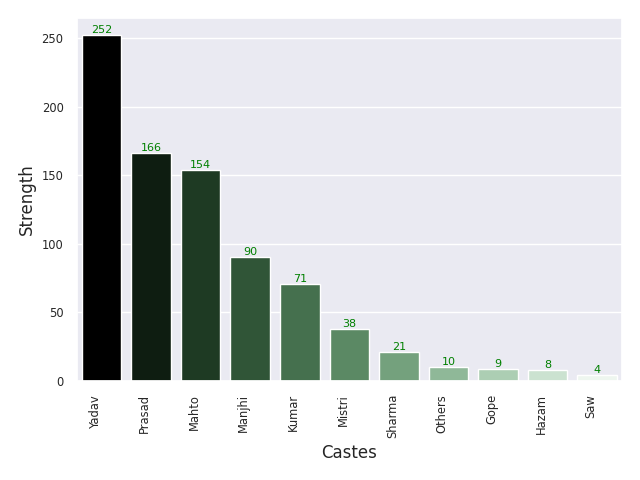 252
250
200
166
154
150
100
90
71
50
38
21
10
9
8
4
0
Strength
Yadav
Prasad
Mahto
Manjhi
Kumar
Mistri
Sharma
Others
Gope
Hazam
Saw
Castes